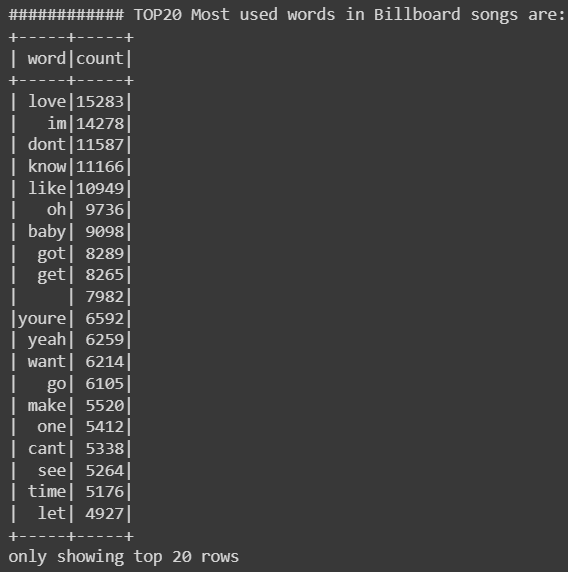 ############ TOP20 Most used words in Billboard songs are:
+-----+-----+
| word|count|
+-----+-----+
| love|15283|
|   im|14278|
| dont|11587|
| know|11166|
| like|10949|
|   oh| 9736|
| baby| 9098|
|  got| 8289|
|  get| 8265|
|     | 7982|
|youre| 6592|
| yeah| 6259|
| want| 6214|
|   go| 6105|
| make| 5520|
|  one| 5412|
| cant| 5338|
|  see| 5264|
| time| 5176|
|  let| 4927|
+-----+-----+
only showing top 20 rows